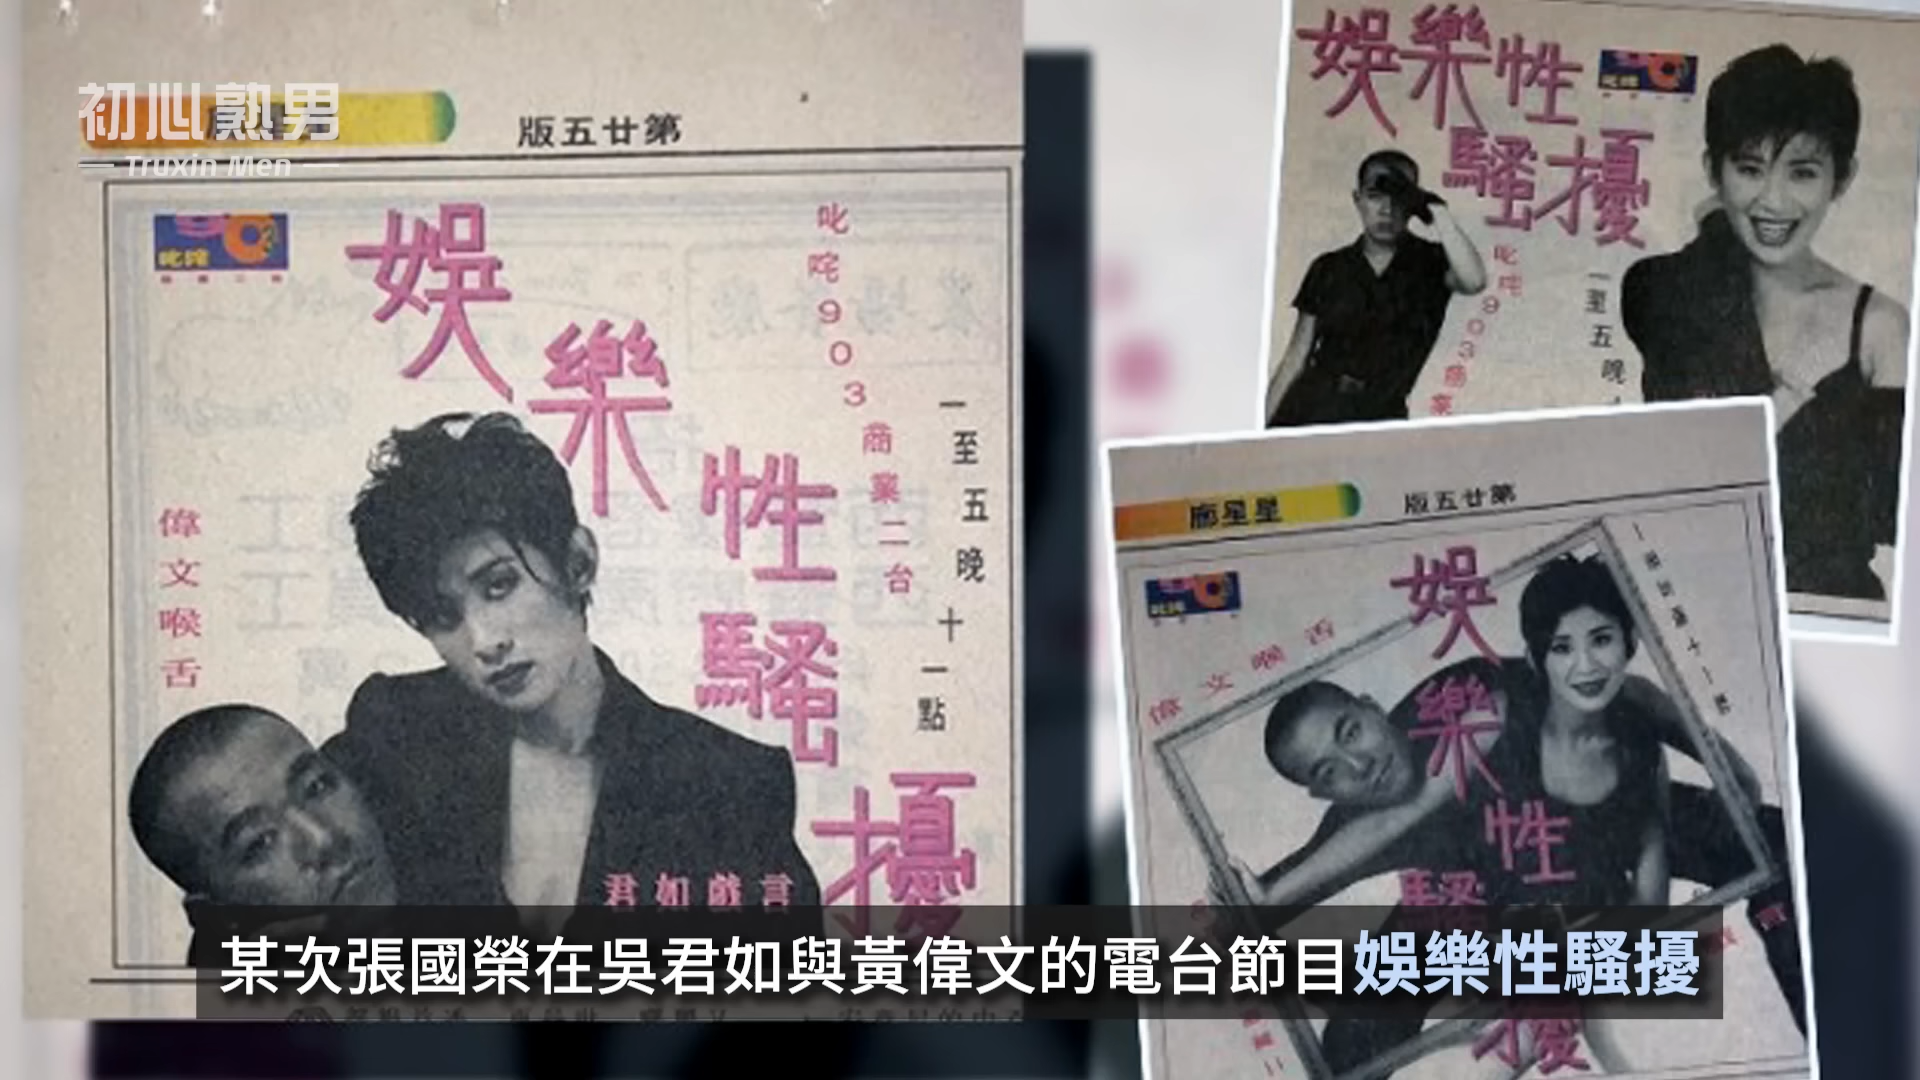 初心熟男
Truxin Men
第廿五版
叱咤
娛樂性騷擾
叱咤903商業二台
一至五晚十一點
偉文喉舌
君如戲言
娛樂性騷擾
叱咤903商業
一至五晚
星星廊
第廿五版
叱咤
偉文喉舌
娛樂性騷擾
某次張國榮在吳君如與黃偉文的電台節目娛樂性騷擾